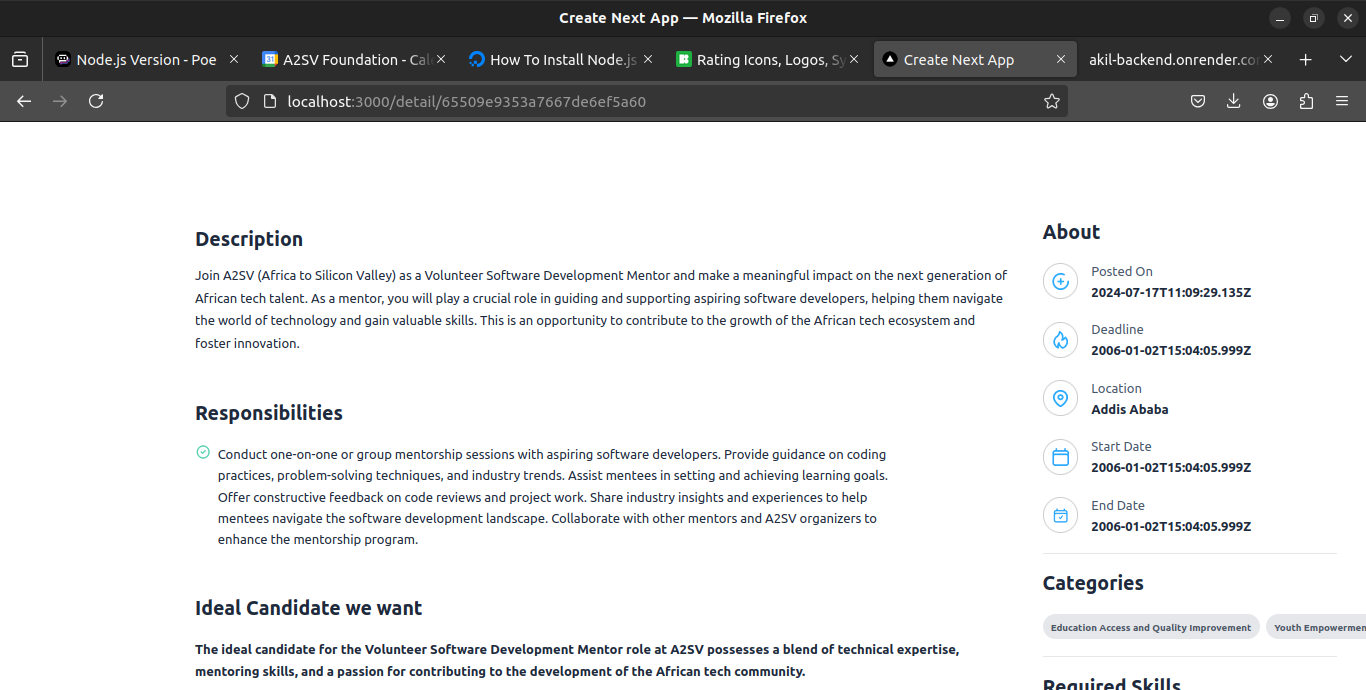 Create Next App — Mozilla Firefox
Node.js Version - Poe
A2SV Foundation - Cal
How To Install Node.js
Rating Icons, Logos, Sy
Create Next App
akil-backend.onrender.co
localhost:3000/detail/65509e9353a7667de6ef5a60
Description
Join A2SV (Africa to Silicon Valley) as a Volunteer Software Development Mentor and make a meaningful impact on the next generation of
African tech talent. As a mentor, you will play a crucial role in guiding and supporting aspiring software developers, helping them navigate
the world of technology and gain valuable skills. This is an opportunity to contribute to the growth of the African tech ecosystem and
foster innovation.
Responsibilities
Conduct one-on-one or group mentorship sessions with aspiring software developers. Provide guidance on coding
practices, problem-solving techniques, and industry trends. Assist mentees in setting and achieving learning goals.
Offer constructive feedback on code reviews and project work. Share industry insights and experiences to help
mentees navigate the software development landscape. Collaborate with other mentors and A2SV organizers to
enhance the mentorship program.
Ideal Candidate we want
The ideal candidate for the Volunteer Software Development Mentor role at A2SV possesses a blend of technical expertise,
mentoring skills, and a passion for contributing to the development of the African tech community.
About
Posted On
2024-07-17T11:09:29.135Z
Deadline
2006-01-02T15:04:05.999Z
Location
Addis Ababa
Start Date
2006-01-02T15:04:05.999Z
End Date
2006-01-02T15:04:05.999Z
Categories
Education Access and Quality Improvement
Youth Empowermen
Required Skills